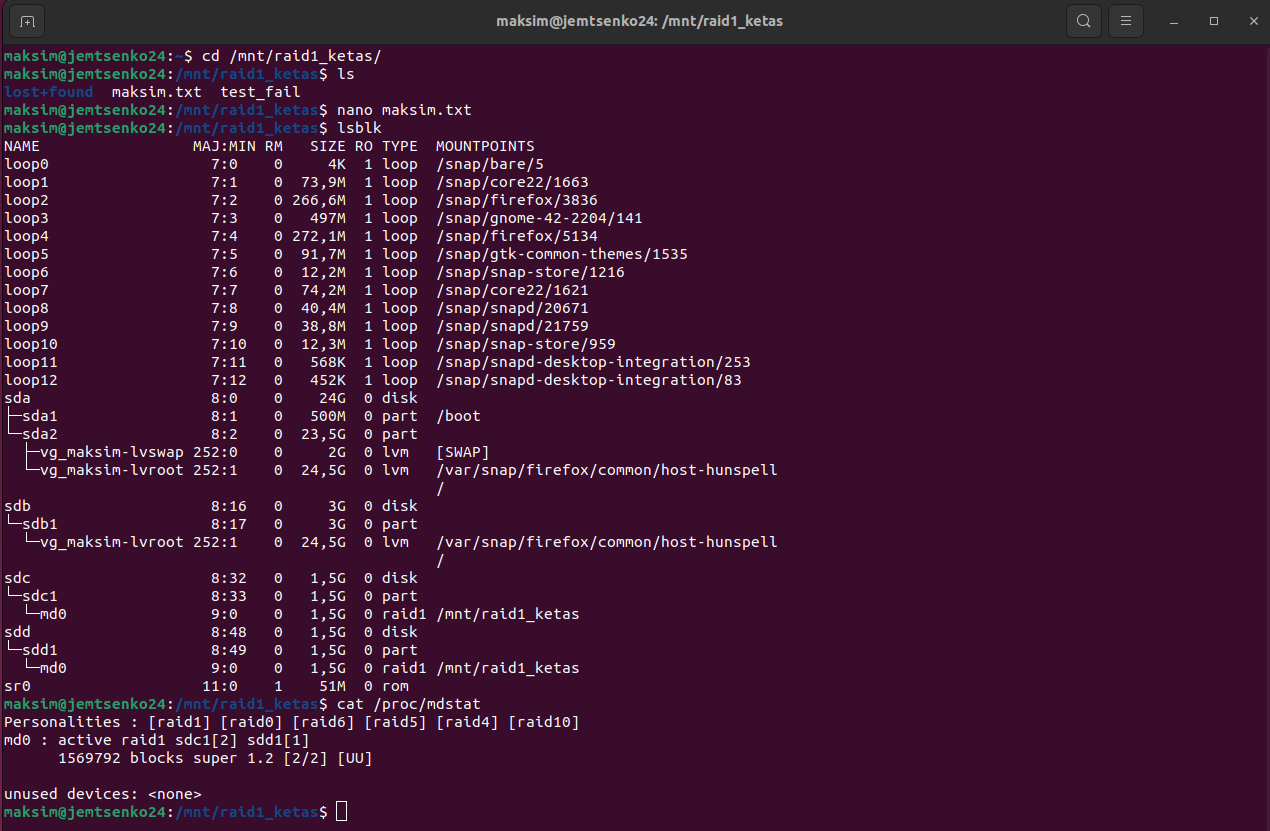 maksim@jemtsenko24: /mnt/raid1_ketas
maksim@jemtsenko24:~$ cd /mnt/raid1_ketas/
maksim@jemtsenko24:/mnt/raid1_ketas$ ls
lost+found  maksim.txt  test_fail
maksim@jemtsenko24:/mnt/raid1_ketas$ nano maksim.txt
maksim@jemtsenko24:/mnt/raid1_ketas$ lsblk
NAME                 MAJ:MIN RM   SIZE RO TYPE  MOUNTPOINTS
loop0                  7:0    0     4K  1 loop  /snap/bare/5
loop1                  7:1    0  73,9M  1 loop  /snap/core22/1663
loop2                  7:2    0 266,6M  1 loop  /snap/firefox/3836
loop3                  7:3    0   497M  1 loop  /snap/gnome-42-2204/141
loop4                  7:4    0 272,1M  1 loop  /snap/firefox/5134
loop5                  7:5    0  91,7M  1 loop  /snap/gtk-common-themes/1535
loop6                  7:6    0  12,2M  1 loop  /snap/snap-store/1216
loop7                  7:7    0  74,2M  1 loop  /snap/core22/1621
loop8                  7:8    0  40,4M  1 loop  /snap/snapd/20671
loop9                  7:9    0  38,8M  1 loop  /snap/snapd/21759
loop10                 7:10   0  12,3M  1 loop  /snap/snap-store/959
loop11                 7:11   0   568K  1 loop  /snap/snapd-desktop-integration/253
loop12                 7:12   0   452K  1 loop  /snap/snapd-desktop-integration/83
sda                    8:0    0    24G  0 disk
├─sda1                 8:1    0   500M  0 part  /boot
└─sda2                 8:2    0  23,5G  0 part
  ├─vg_maksim-lvswap 252:0    0     2G  0 lvm   [SWAP]
  └─vg_maksim-lvroot 252:1    0  24,5G  0 lvm   /var/snap/firefox/common/host-hunspell
                                                /
sdb                    8:16   0     3G  0 disk
└─sdb1                 8:17   0     3G  0 part
  └─vg_maksim-lvroot 252:1    0  24,5G  0 lvm   /var/snap/firefox/common/host-hunspell
                                                /
sdc                    8:32   0   1,5G  0 disk
└─sdc1                 8:33   0   1,5G  0 part
  └─md0                9:0    0   1,5G  0 raid1 /mnt/raid1_ketas
sdd                    8:48   0   1,5G  0 disk
└─sdd1                 8:49   0   1,5G  0 part
  └─md0                9:0    0   1,5G  0 raid1 /mnt/raid1_ketas
sr0                   11:0    1    51M  0 rom
maksim@jemtsenko24:/mnt/raid1_ketas$ cat /proc/mdstat
Personalities : [raid1] [raid0] [raid6] [raid5] [raid4] [raid10]
md0 : active raid1 sdc1[2] sdd1[1]
      1569792 blocks super 1.2 [2/2] [UU]
unused devices: <none>
maksim@jemtsenko24:/mnt/raid1_ketas$